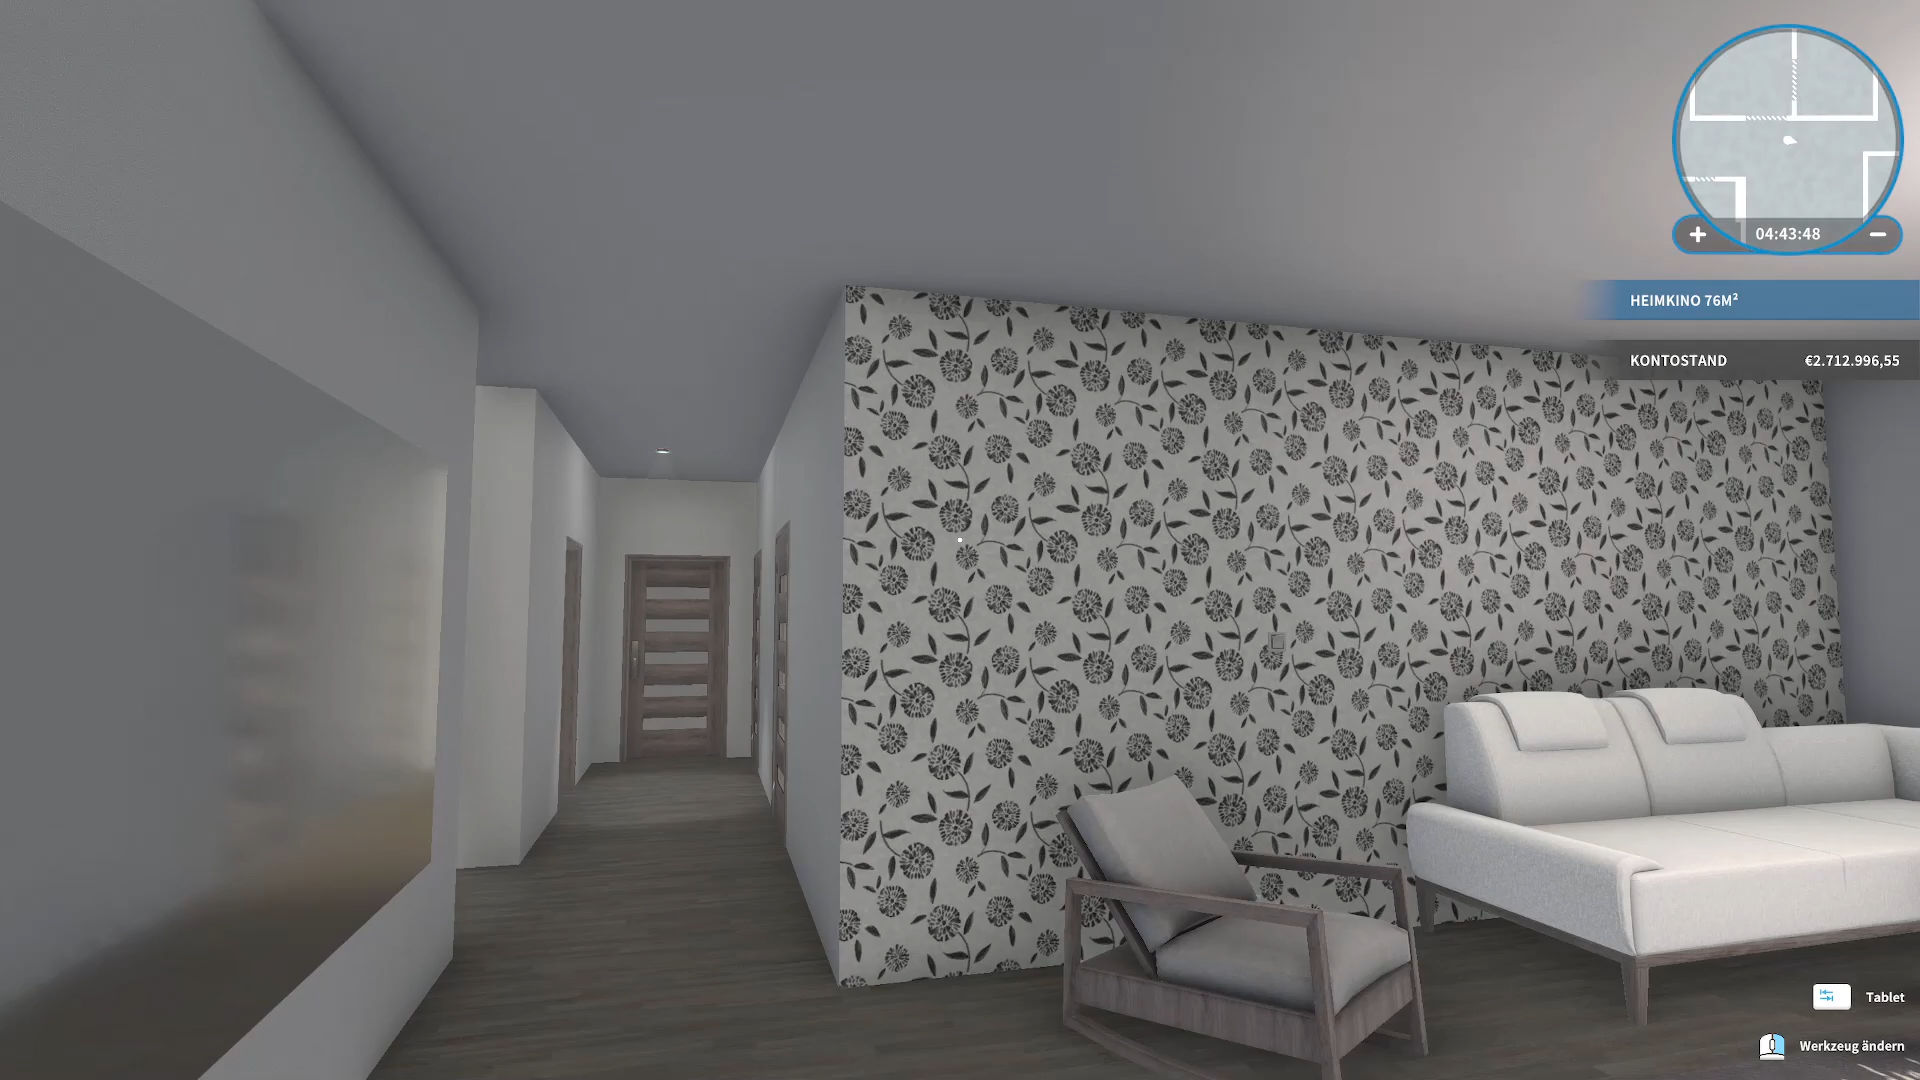 + 04:43:48 −
HEIMKINO 76M²
KONTOSTAND €2.712.996,55
Tablet
Werkzeug ändern